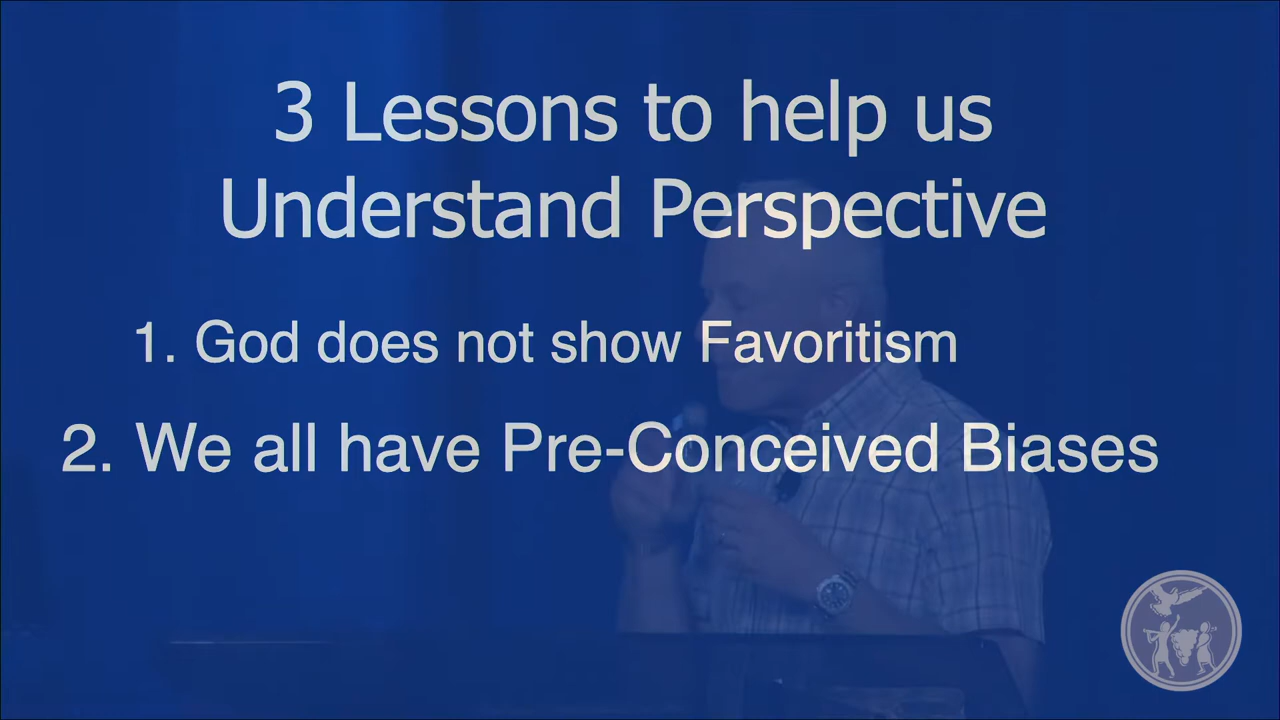 3 Lessons to help us
Understand Perspective
1. God does not show Favoritism
2. We all have Pre-Conceived Biases